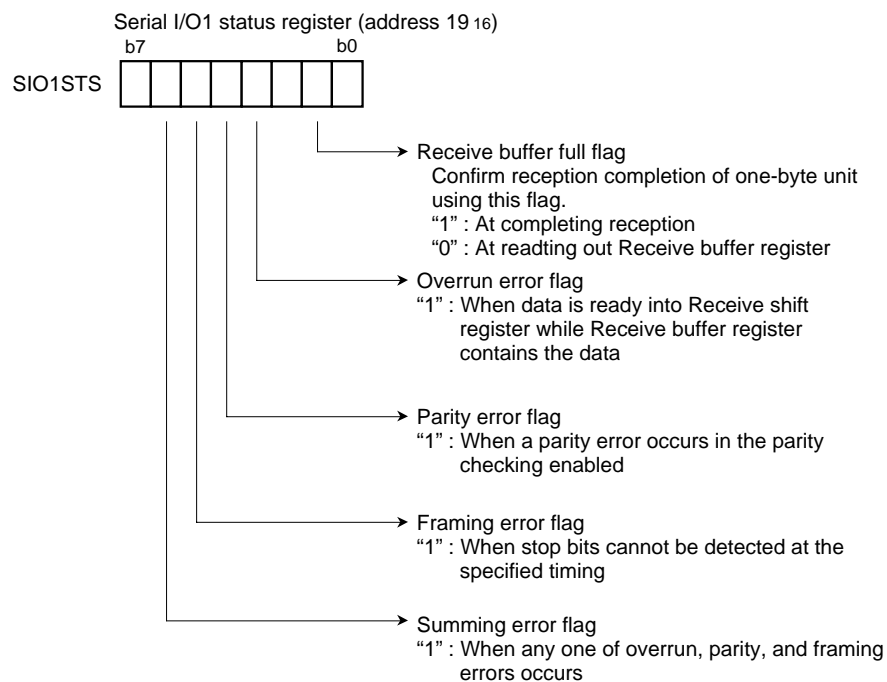 Serial I/O1 status register (address 19 16)
b7 b0
SIO1STS
Receive buffer full flag
Confirm reception completion of one-byte unit
using this flag.
“1” : At completing reception
“0” : At readting out Receive buffer register
Overrun error flag
“1” : When data is ready into Receive shift
register while Receive buffer register
contains the data
Parity error flag
“1” : When a parity error occurs in the parity
checking enabled
Framing error flag
“1” : When stop bits cannot be detected at the
specified timing
Summing error flag
“1” : When any one of overrun, parity, and framing
errors occurs